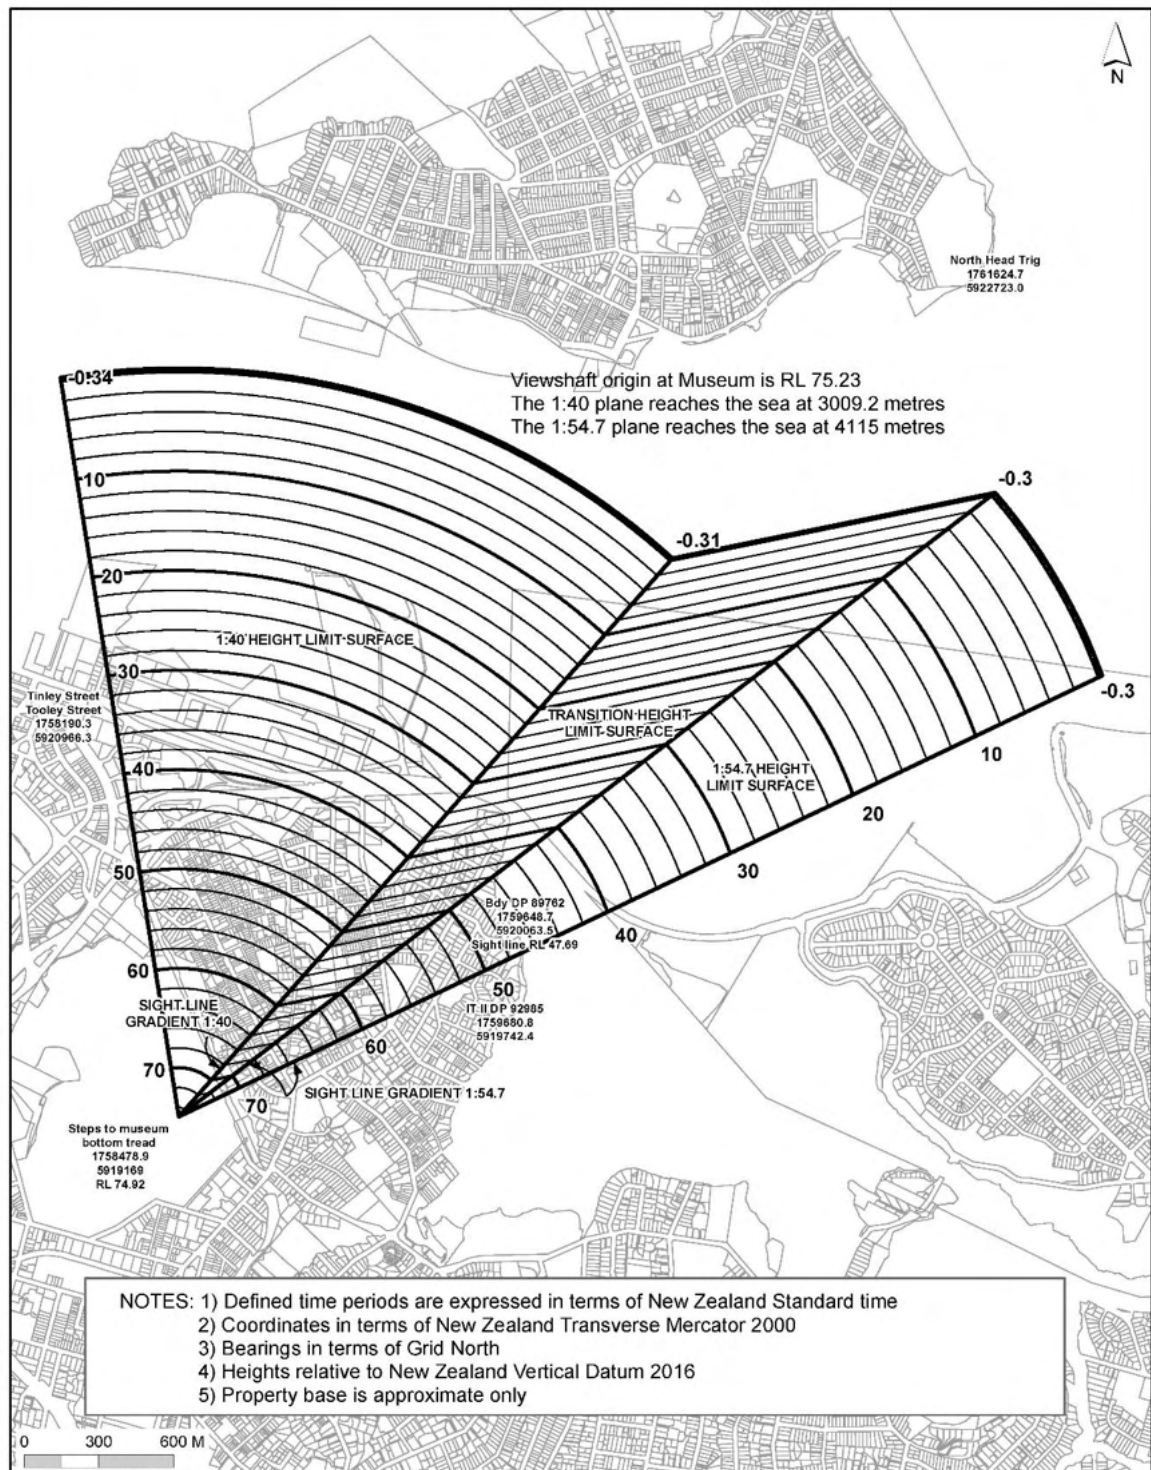 N
North Head Trig
1761624.7
5922723.0
Viewshaft origin at Museum is RL 75.23
The 1:40 plane reaches the sea at 3009.2 metres
The 1:54.7 plane reaches the sea at 4115 metres
-0.34
10
20
30
40
50
60
70
-0.31
-0.3
-0.3
1:40 HEIGHT LIMIT SURFACE
Tinley Street
Tooley Street
1758190.3
5920966.3
TRANSITION HEIGHT
LIMIT SURFACE
1:54.7 HEIGHT
LIMIT SURFACE
10
20
30
40
50
60
70
Bdy DP 89762
1759648.7
5920063.5
Sight line RL 47.69
IT II DP 92985
1759680.8
5919742.4
SIGHT LINE
GRADIENT 1:40
SIGHT LINE GRADIENT 1:54.7
Steps to museum
bottom tread
1758478.9
5919169
RL 74.92
NOTES: 1) Defined time periods are expressed in terms of New Zealand Standard time
2) Coordinates in terms of New Zealand Transverse Mercator 2000
3) Bearings in terms of Grid North
4) Heights relative to New Zealand Vertical Datum 2016
5) Property base is approximate only
0 300 600 M